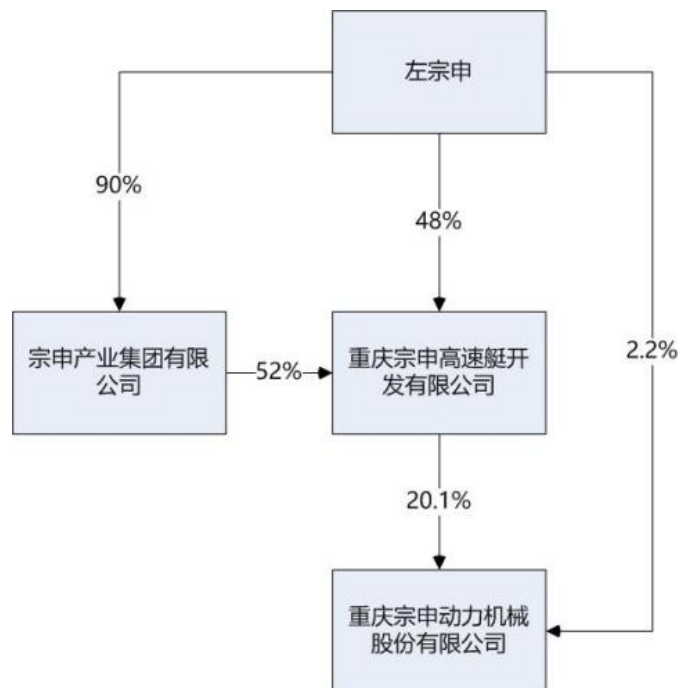 左宗申
90%
48%
2.2%
宗申产业集团有限
公司
52%
重庆宗申高速艇开
发有限公司
20.1%
重庆宗申动力机械
股份有限公司